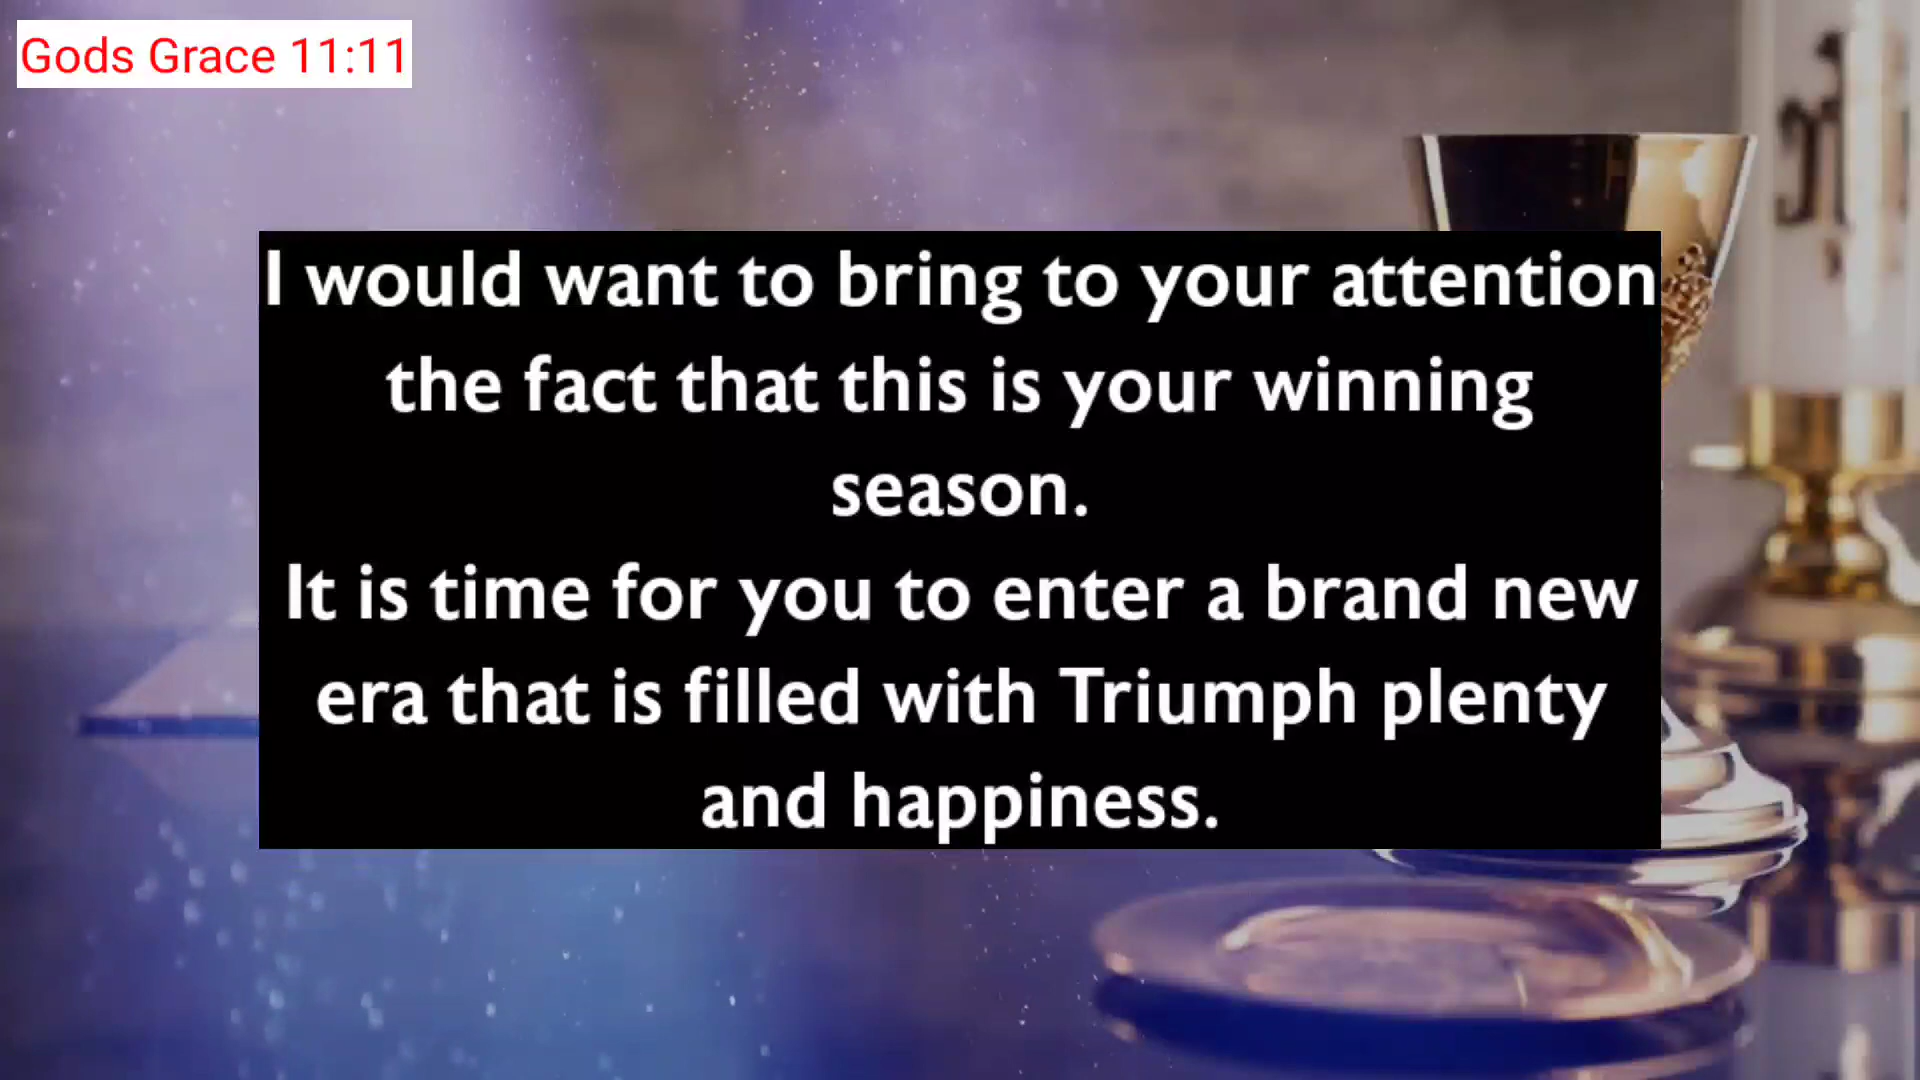 Gods Grace 11:11
I would want to bring to your attention
the fact that this is your winning
season.
It is time for you to enter a brand new
era that is filled with Triumph plenty
and happiness.